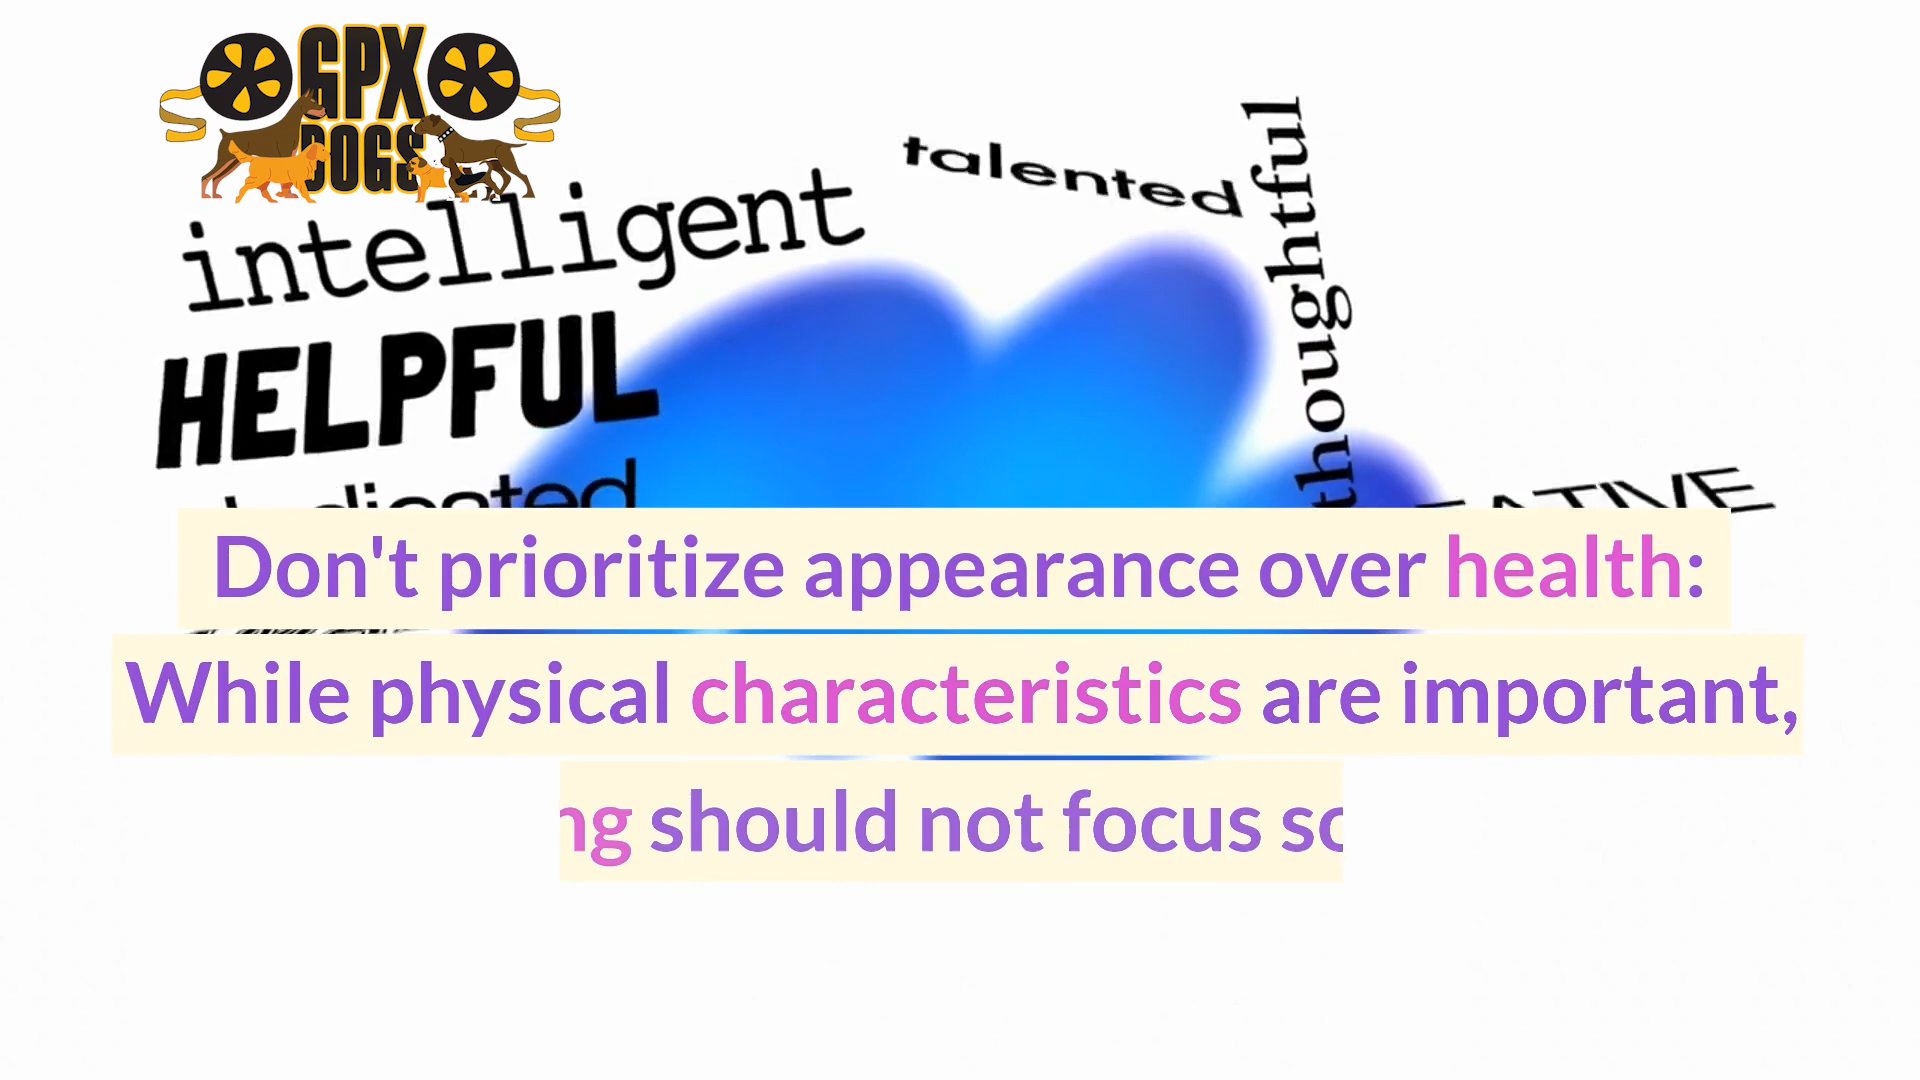 GPX
DOGS
talented
thoughtful
intelligent
HELPFUL
Don't prioritize appearance over health:
While physical characteristics are important,
should not focus